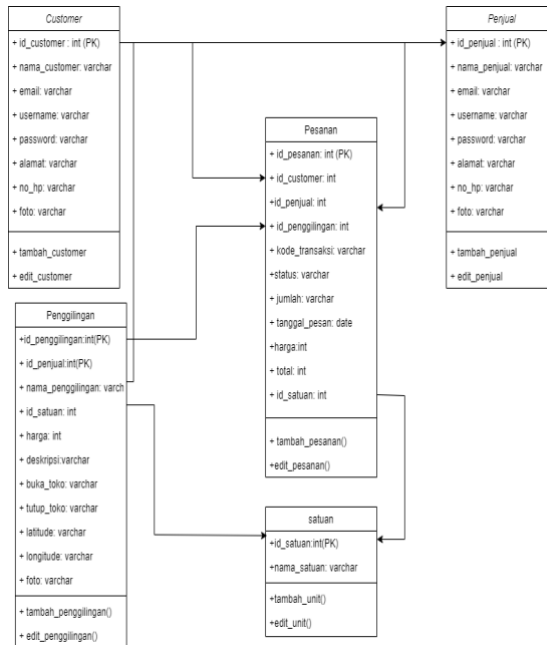 Customer
+ id_customer : int (PK)
+ nama_customer: varchar
+ email: varchar
+ username: varchar
+ password: varchar
+ alamat: varchar
+ no_hp: varchar
+ foto: varchar
+ tambah_customer
+ edit_customer
Penjual
+ id_penjual : int (PK)
+ nama_penjual: varchar
+ email: varchar
+ username: varchar
+ password: varchar
+ alamat: varchar
+ no_hp: varchar
+ foto: varchar
+ tambah_penjual
+ edit_penjual
Pesanan
+ id_pesanan: int (PK)
+ id_customer: int
+id_penjual: int
+ id_penggilingan: int
+ kode_transaksi: varchar
+status: varchar
+ jumlah: varchar
+ tanggal_pesan: date
+harga:int
+ total: int
+ id_satuan: int
+ tambah_pesanan()
+edit_pesanan()
Penggilingan
+id_penggilingan:int(PK)
+ id_penjual:int(PK)
+ nama_penggilingan: varch
+ id_satuan: int
+ harga: int
+ deskripsi:varchar
+ buka_toko: varchar
+ tutup_toko: varchar
+ latitude: varchar
+ longitude: varchar
+ foto: varchar
+ tambah_penggilingan()
+ edit_penggilingan()
satuan
+id_satuan:int(PK)
+nama_satuan: varchar
+tambah_unit()
+edit_unit()